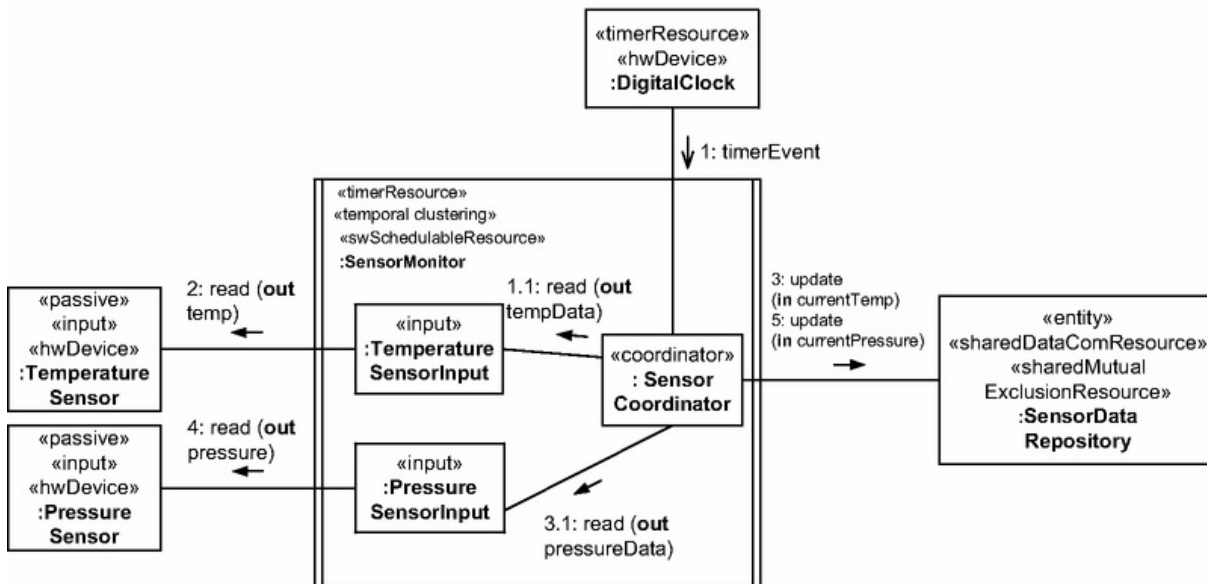 «timerResource»
«hwDevice»
:DigitalClock
1: timerEvent
«timerResource»
«temporal clustering»
«swSchedulableResource»
:SensorMonitor
2: read (out
temp)
1.1: read (out
tempData)
3: update
(in currentTemp)
5: update
(in currentPressure)
«passive»
«input»
«hwDevice»
:Temperature
Sensor
«input»
:Temperature
SensorInput
«coordinator»
: Sensor
Coordinator
«entity»
«sharedDataComResource»
«sharedMutual
ExclusionResource»
:SensorData
Repository
«passive»
«input»
«hwDevice»
:Pressure
Sensor
4: read (out
pressure)
«input»
:Pressure
SensorInput
3.1: read (out
pressureData)